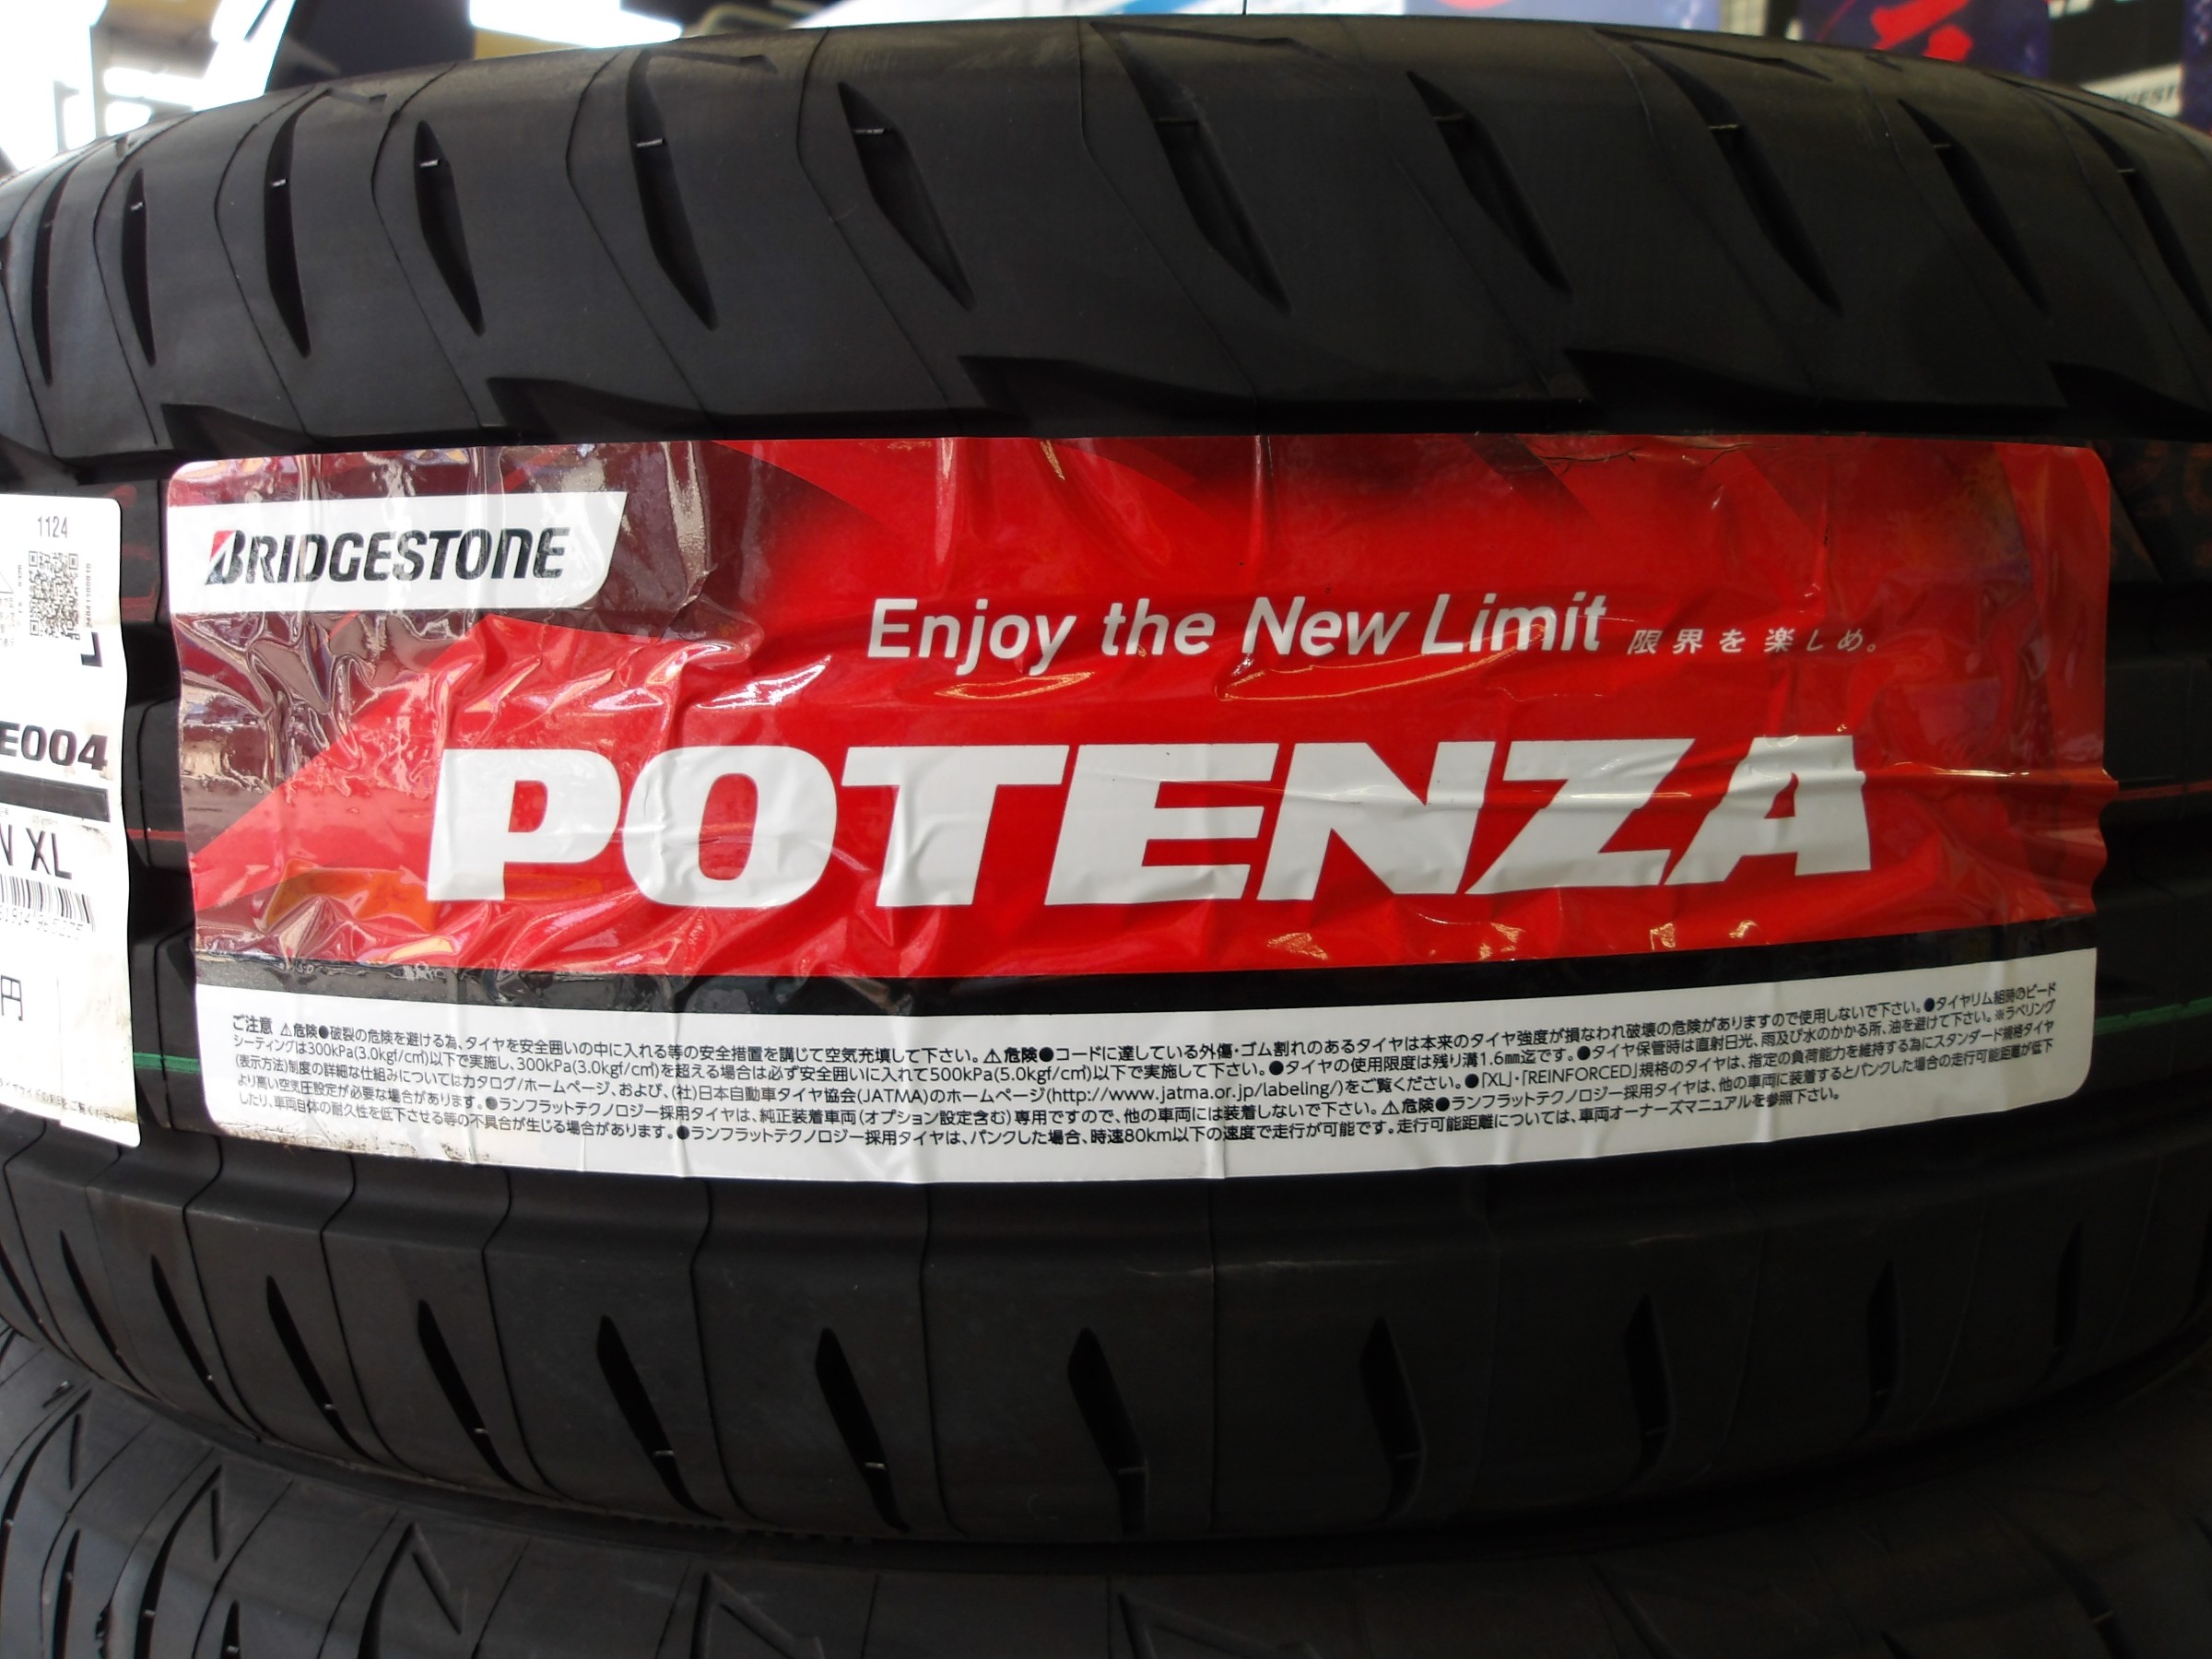 1124
E004
N XL
円
BRIDGESTONE
Enjoy the New Limit 限界を楽しめ。
POTENZA
ご注意 ⚠危険●破裂の危険を避ける為、タイヤを安全囲いの中に入れる等の安全措置を講じて空気充填して下さい。⚠危険●コードに達している外傷・ゴム割れのあるタイヤは本来のタイヤ強度が損なわれ破壊の危険がありますので使用しないで下さい。●タイヤリム組時のビード
シーティングは300kPa(3.0kgf/c㎡)以下で実施し、300kPa(3.0kgf/c㎡)を超える場合は必ず安全囲いに入れて500kPa(5.0kgf/c㎡)以下で実施して下さい。●タイヤの使用限度は残り溝1.6㎜迄です。●タイヤ保管時は直射日光、雨及び水のかかる所、油を避けて下さい。※ラベリング
(表示方法)制度の詳細な仕組みについてはカタログ/ホームページ、および、(社)日本自動車タイヤ協会(JATMA)のホームページ(http://www.jatma.or.jp/labeling/)をご覧ください。●「XL」・「REINFORCED」規格のタイヤは、指定の負荷能力を維持する為にスタンダード規格タイヤ
より高い空気圧設定が必要な場合があります。●ランフラットテクノロジー採用タイヤは、純正装着車両(オプション設定含む)専用ですので、他の車両には装着しないで下さい。⚠危険●ランフラットテクノロジー採用タイヤは、他の車両に装着するとパンクした場合の走行可能距離が低下
したり、車両自体の耐久性を低下させる等の不具合が生じる場合があります。●ランフラットテクノロジー採用タイヤは、パンクした場合、時速80km以下の速度で走行が可能です。走行可能距離については、車両オーナーズマニュアルを参照下さい。